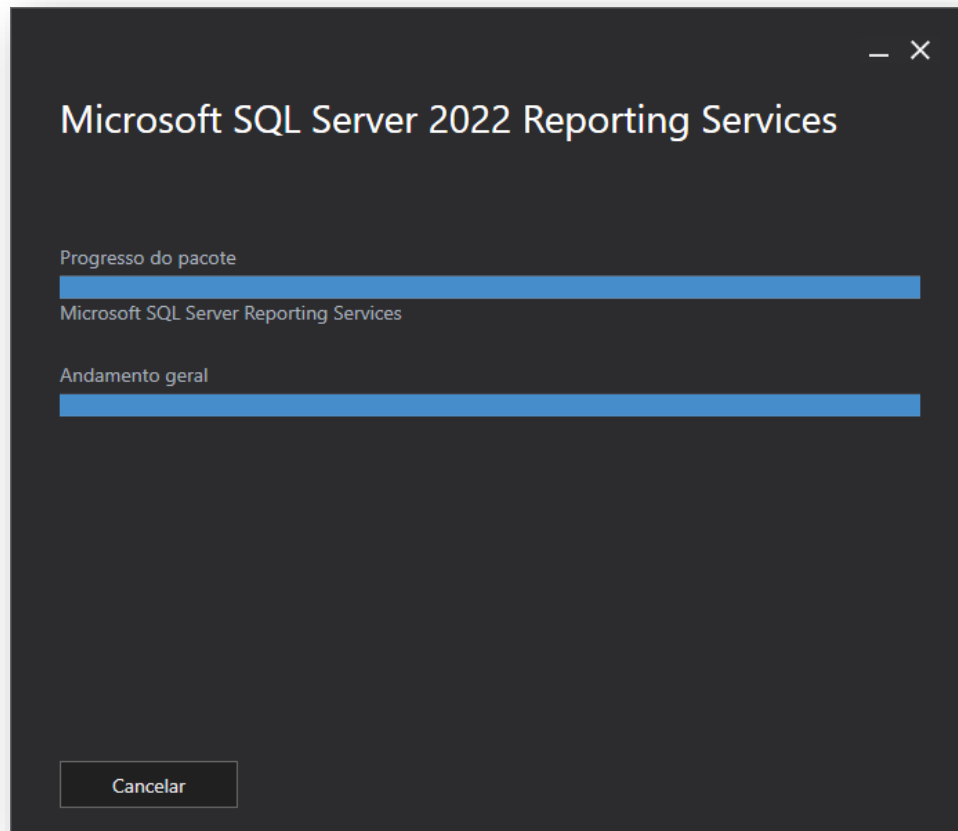 Microsoft SQL Server 2022 Reporting Services
Progresso do pacote
Microsoft SQL Server Reporting Services
Andamento geral
Cancelar